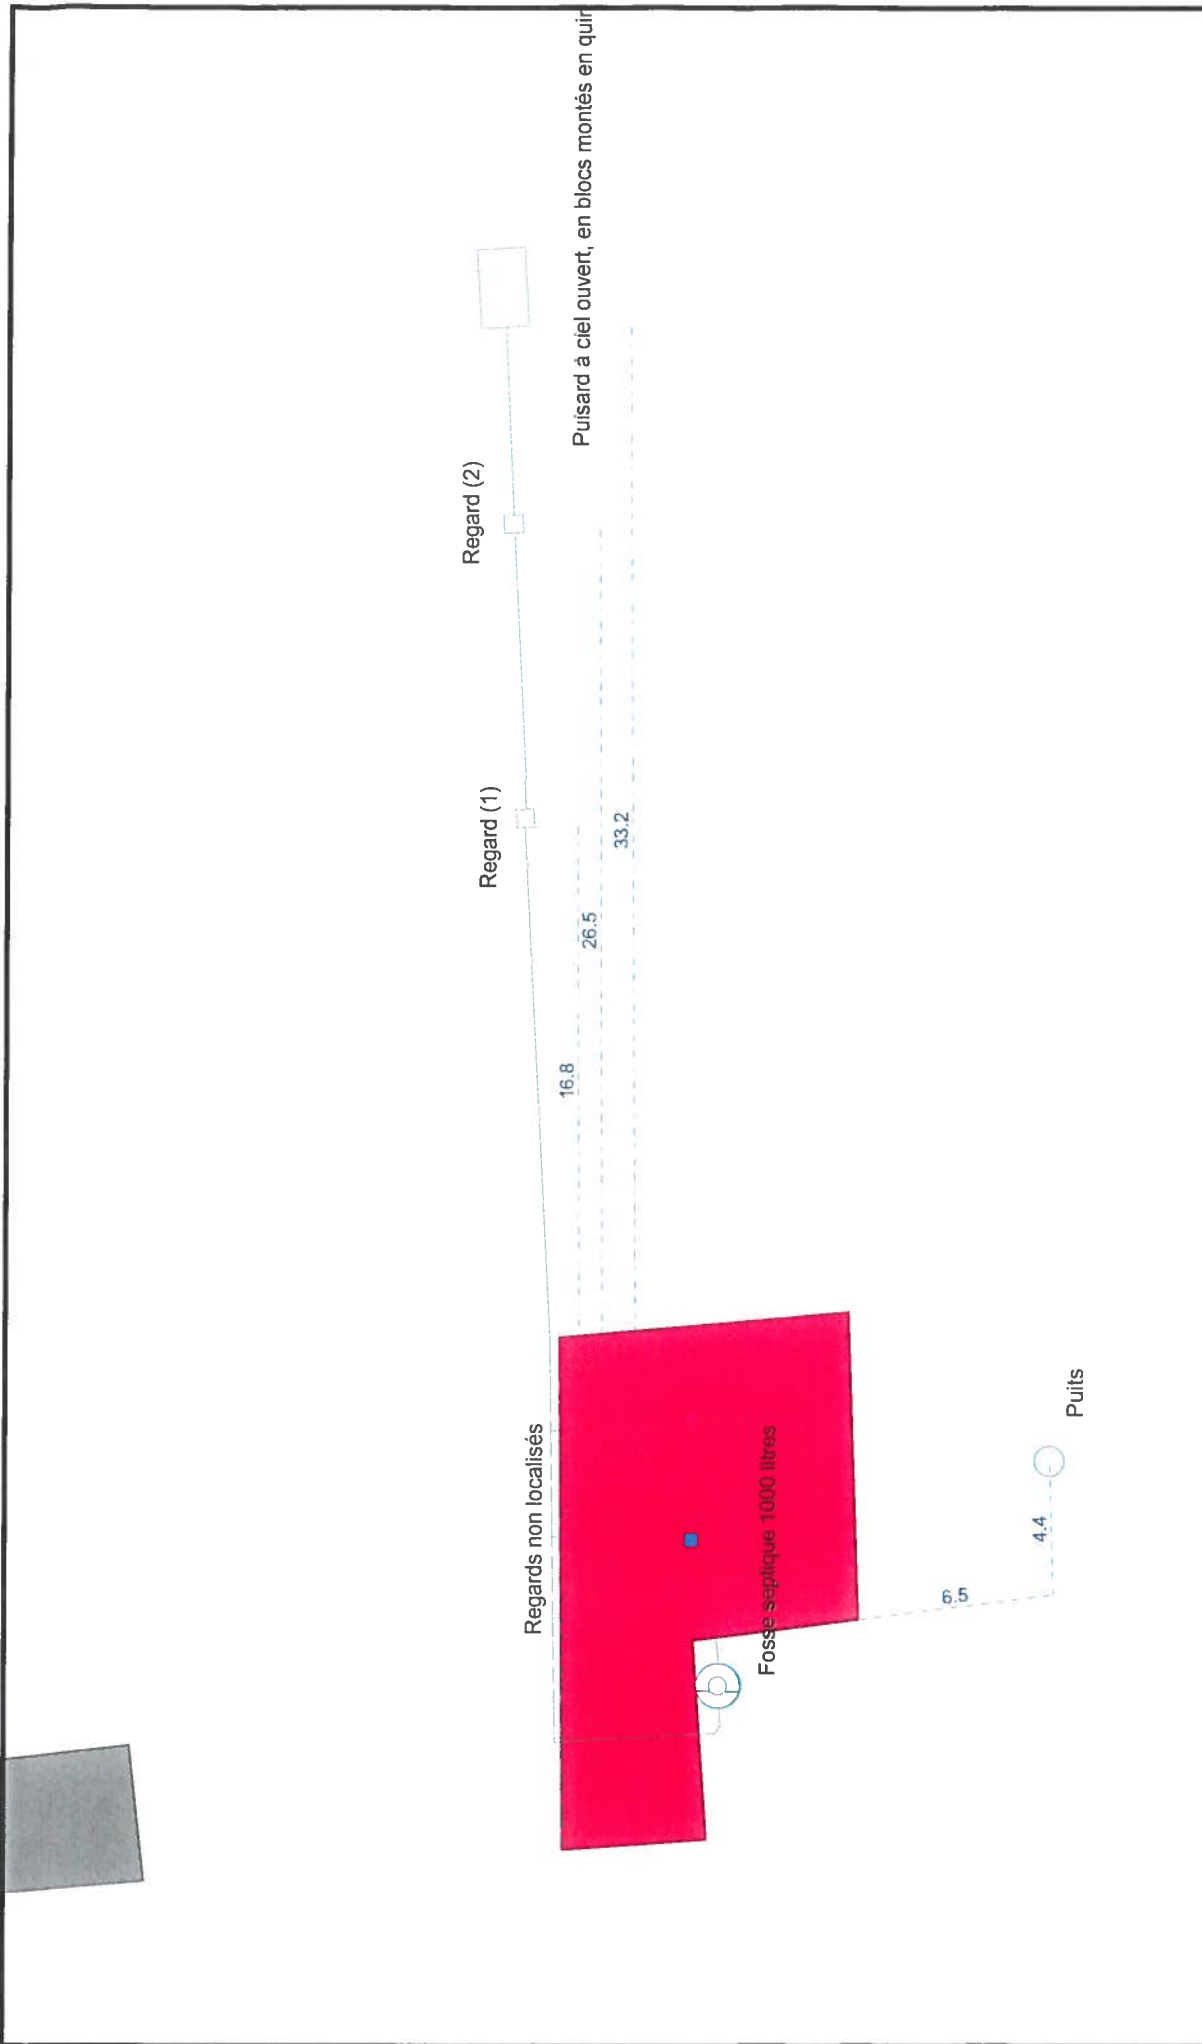 Puisard à ciel ouvert, en blocs montés en quin
Regard (2)
Regard (1)
33.2
26.5
16.8
Regards non localisés
Fosse septique 1000 litres
Puits
4.4
6.5